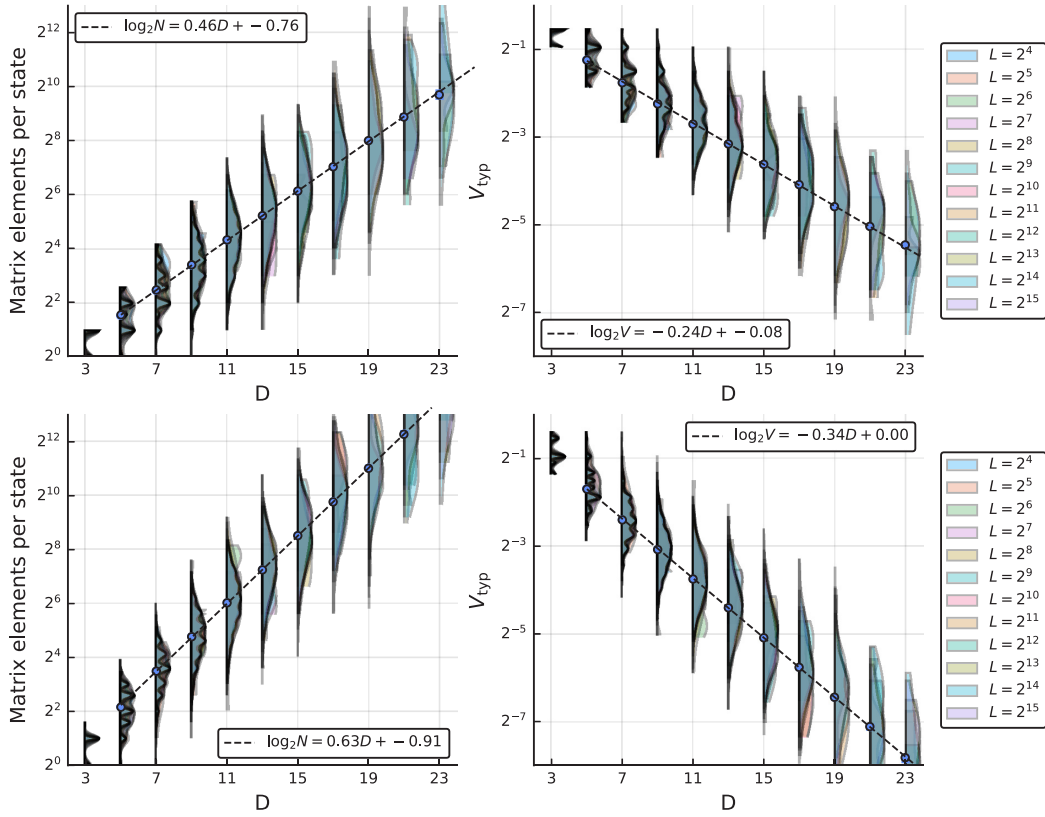 log₂N = 0.46D + −0.76
Matrix elements per state
2¹²
2¹⁰
2⁸
2⁶
2⁴
2²
2⁰
3 7 11 15 19 23
D
V_typ
2⁻¹
2⁻³
2⁻⁵
2⁻⁷
log₂V = −0.24D + −0.08
3 7 11 15 19 23
D
L = 2⁴
L = 2⁵
L = 2⁶
L = 2⁷
L = 2⁸
L = 2⁹
L = 2¹⁰
L = 2¹¹
L = 2¹²
L = 2¹³
L = 2¹⁴
L = 2¹⁵
Matrix elements per state
2¹²
2¹⁰
2⁸
2⁶
2⁴
2²
2⁰
log₂N = 0.63D + −0.91
3 7 11 15 19 23
D
log₂V = −0.34D + 0.00
V_typ
2⁻¹
2⁻³
2⁻⁵
2⁻⁷
3 7 11 15 19 23
D
L = 2⁴
L = 2⁵
L = 2⁶
L = 2⁷
L = 2⁸
L = 2⁹
L = 2¹⁰
L = 2¹¹
L = 2¹²
L = 2¹³
L = 2¹⁴
L = 2¹⁵